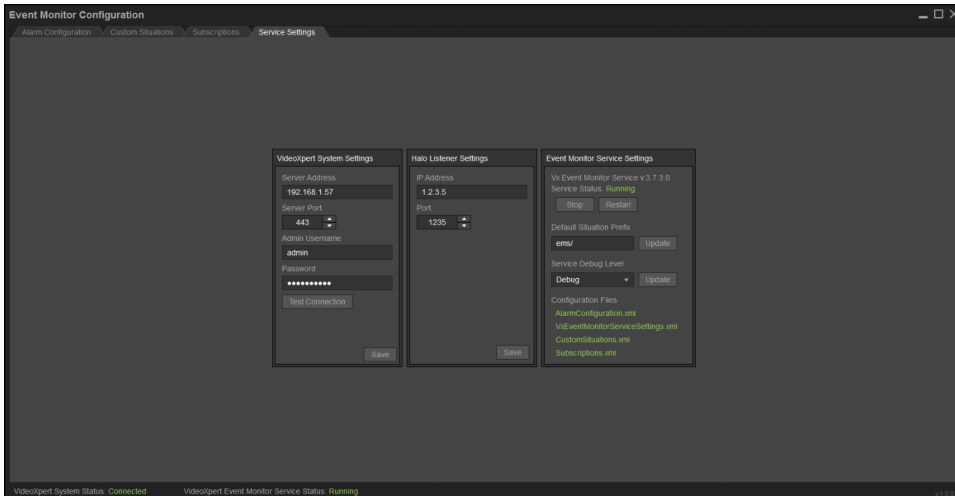 Event Monitor Configuration
Alarm Configuration
Custom Situations
Subscriptions
Service Settings
VideoXpert System Settings
Server Address
192.168.1.57
Server Port
443
Admin Username
admin
Password
●●●●●●●●●●
Test Connection
Save
Halo Listener Settings
IP Address
1.2.3.5
Port
1235
Save
Event Monitor Service Settings
Vx Event Monitor Service v.3.7.3.0
Service Status: Running
Stop
Restart
Default Situation Prefix
ems/
Update
Service Debug Level
Debug
Update
Configuration Files
AlarmConfiguration.xml
VxEventMonitorServiceSettings.xml
CustomSituations.xml
Subscriptions.xml
VideoXpert System Status: Connected
VideoXpert Event Monitor Service Status: Running